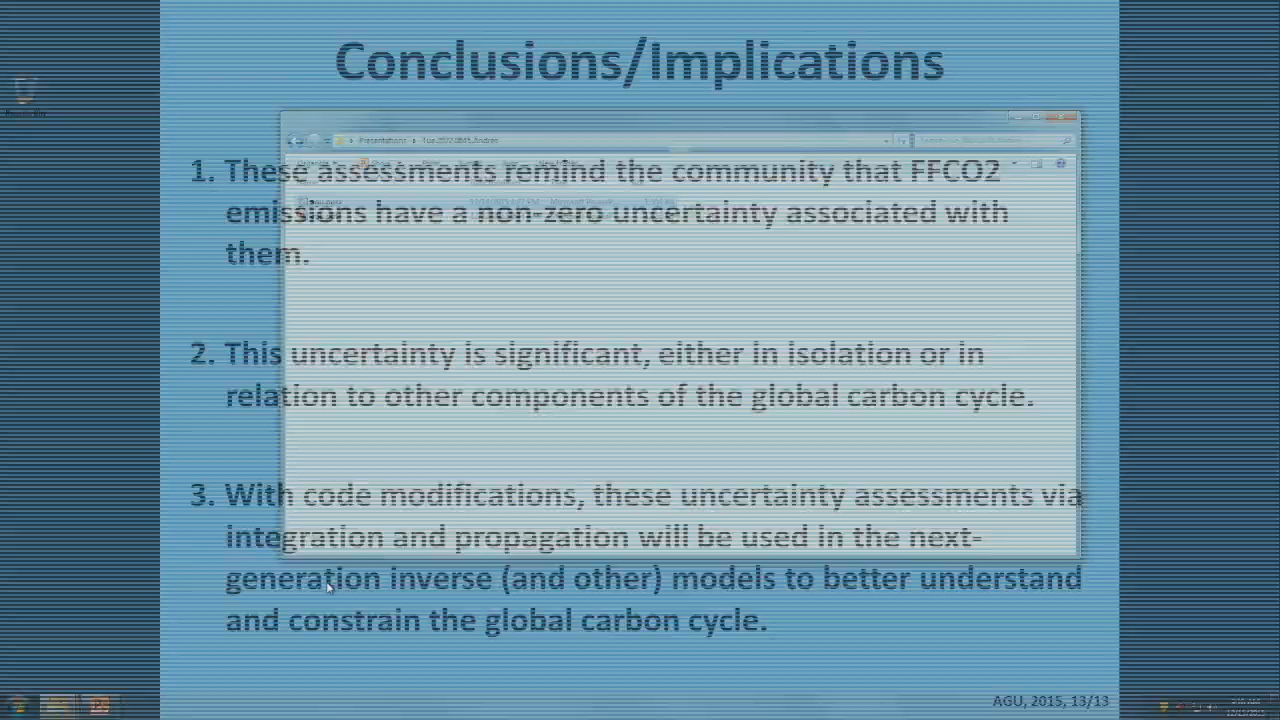 Conclusions/Implications
Recycle Bin
Presentations
1. These assessments remind the community that FFCO2
emissions have a non-zero uncertainty associated with
them.
2. This uncertainty is significant, either in isolation or in
relation to other components of the global carbon cycle.
3. With code modifications, these uncertainty assessments via
integration and propagation will be used in the next-
generation inverse (and other) models to better understand
and constrain the global carbon cycle.
AGU, 2015, 13/13